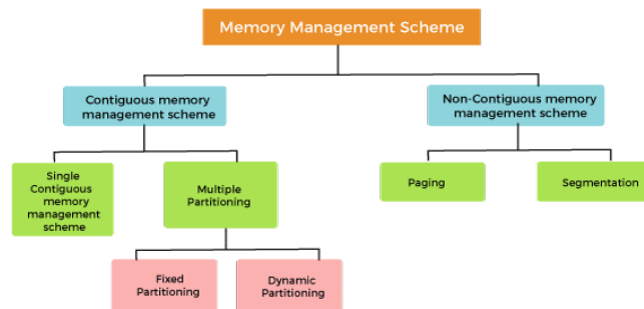 Memory Management Scheme
Contiguous memory
management scheme
Non-Contiguous memory
management scheme
Single
Contiguous
memory
management
scheme
Multiple
Partitioning
Paging
Segmentation
Fixed
Partitioning
Dynamic
Partitioning